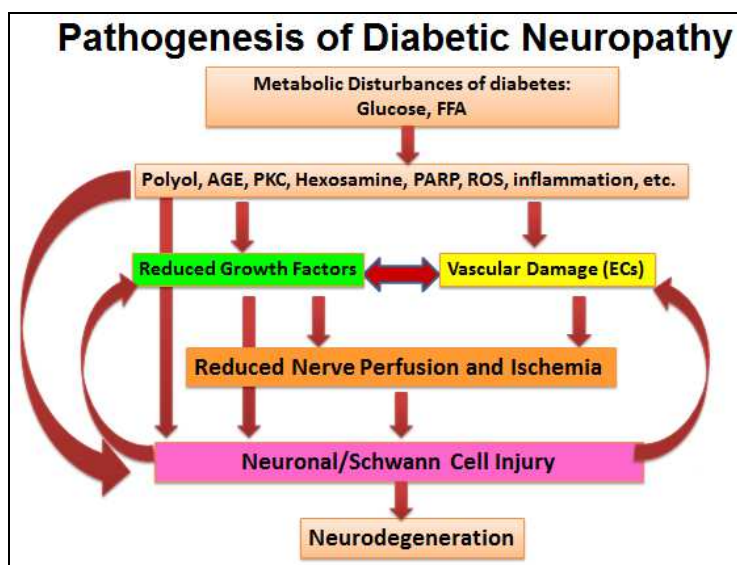 Pathogenesis of Diabetic Neuropathy
Metabolic Disturbances of diabetes:
Glucose, FFA
Polyol, AGE, PKC, Hexosamine, PARP, ROS, inflammation, etc.
Reduced Growth Factors
Vascular Damage (ECs)
Reduced Nerve Perfusion and Ischemia
Neuronal/Schwann Cell Injury
Neurodegeneration